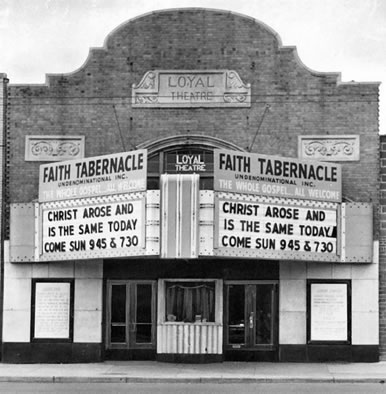 LOYAL
THEATRE
LOYAL
THEATRE
FAITH TABERNACLE
UNDENOMINATIONAL INC.
THE WHOLE GOSPEL...ALL WELCOME
CHRIST AROSE AND
IS THE SAME TODAY
COME SUN 945 & 730
FAITH TABERNACLE
UNDENOMINATIONAL INC.
THE WHOLE GOSPEL...ALL WELCOME
CHRIST AROSE AND
IS THE SAME TODAY
COME SUN 945 & 730